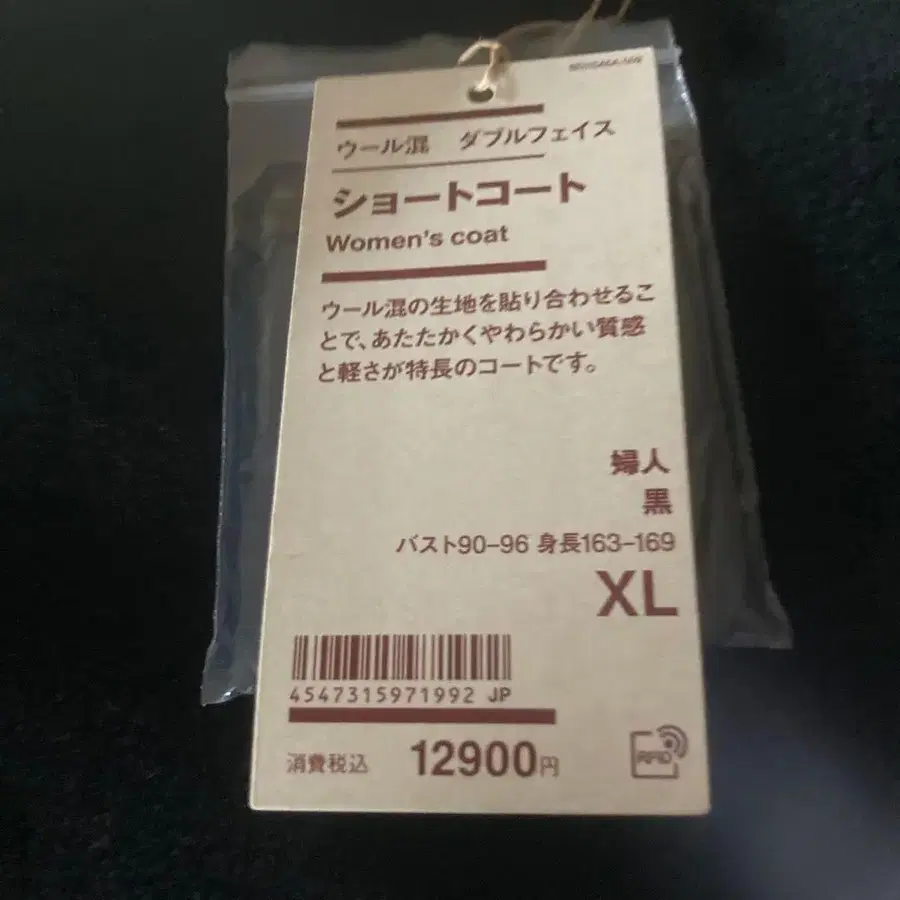 ウール混 ダブルフェイス
ショートコート
Women's coat
ウール混の生地を貼り合わせるこ
とで、あたたかくやわらかい質感
と軽さが特長のコートです。
婦人
黒
バスト90-96 身長163-169
XL
4547315971992 JP
消費税込 12900円
RFID